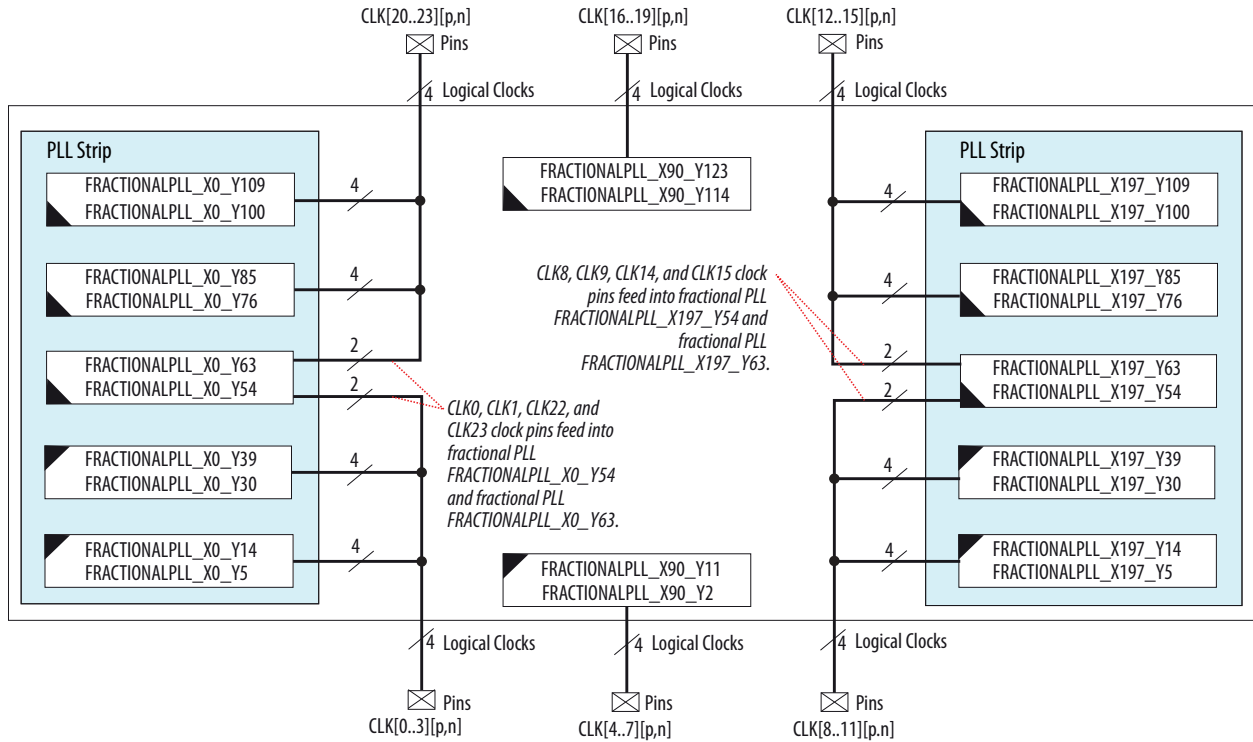 CLK[20..23][p,n]
Pins
4 Logical Clocks
CLK[16..19][p,n]
Pins
4 Logical Clocks
CLK[12..15][p,n]
Pins
4 Logical Clocks
PLL Strip
FRACTIONALPLL_X0_Y109
FRACTIONALPLL_X0_Y100
4
FRACTIONALPLL_X0_Y85
FRACTIONALPLL_X0_Y76
4
FRACTIONALPLL_X0_Y63
FRACTIONALPLL_X0_Y54
2
2
FRACTIONALPLL_X0_Y39
FRACTIONALPLL_X0_Y30
4
FRACTIONALPLL_X0_Y14
FRACTIONALPLL_X0_Y5
4
CLK0, CLK1, CLK22, and
CLK23 clock pins feed into
fractional PLL
FRACTIONALPLL_X0_Y54
and fractional PLL
FRACTIONALPLL_X0_Y63.
FRACTIONALPLL_X90_Y123
FRACTIONALPLL_X90_Y114
CLK8, CLK9, CLK14, and CLK15 clock
pins feed into fractional PLL
FRACTIONALPLL_X197_Y54 and
fractional PLL
FRACTIONALPLL_X197_Y63.
FRACTIONALPLL_X90_Y11
FRACTIONALPLL_X90_Y2
PLL Strip
4
FRACTIONALPLL_X197_Y109
FRACTIONALPLL_X197_Y100
4
FRACTIONALPLL_X197_Y85
FRACTIONALPLL_X197_Y76
2
2
FRACTIONALPLL_X197_Y63
FRACTIONALPLL_X197_Y54
4
FRACTIONALPLL_X197_Y39
FRACTIONALPLL_X197_Y30
4
FRACTIONALPLL_X197_Y14
FRACTIONALPLL_X197_Y5
4 Logical Clocks
Pins
CLK[0..3][p,n]
4 Logical Clocks
Pins
CLK[4..7][p,n]
4 Logical Clocks
Pins
CLK[8..11][p.n]